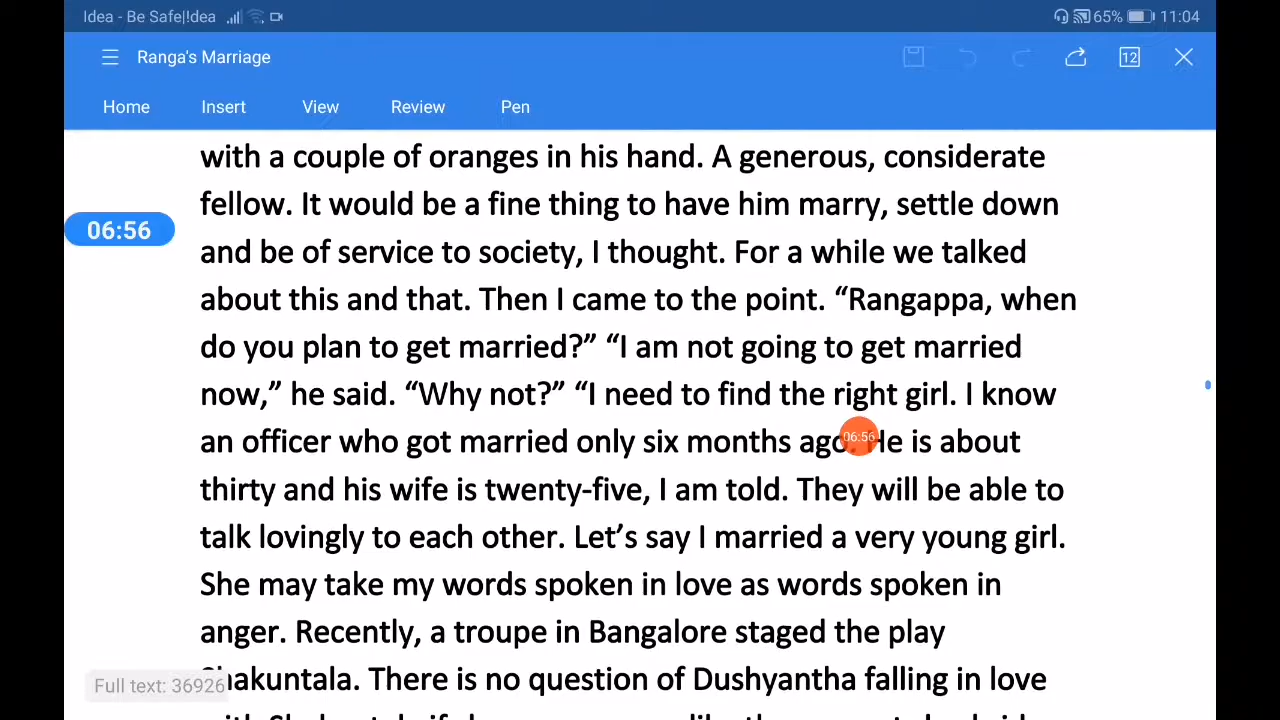 Idea - Be Safe|!dea 65% 11:04
Ranga's Marriage 12
Home Insert View Review Pen
with a couple of oranges in his hand. A generous, considerate
fellow. It would be a fine thing to have him marry, settle down
06:56
and be of service to society, I thought. For a while we talked
about this and that. Then I came to the point. “Rangappa, when
do you plan to get married?” “I am not going to get married
now,” he said. “Why not?” “I need to find the right girl. I know
an officer who got married only six months ago. He is about
06:56
thirty and his wife is twenty-five, I am told. They will be able to
talk lovingly to each other. Let’s say I married a very young girl.
She may take my words spoken in love as words spoken in
anger. Recently, a troupe in Bangalore staged the play
Shakuntala. There is no question of Dushyantha falling in love
Full text: 36926